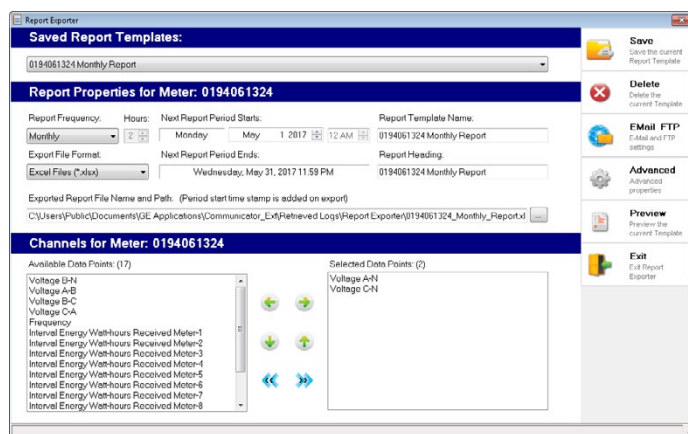 Report Exporter
Saved Report Templates:
0194061324 Monthly Report
Report Properties for Meter: 0194061324
Report Frequency: Hours: Next Report Period Starts: Report Template Name:
Monthly 2 Monday May 1 2017 12 AM 0194061324 Monthly Report
Export File Format: Next Report Period Ends: Report Heading:
Excel Files (*.xlsx) Wednesday, May 31, 2017 11:59 PM 0194061324 Monthly Report
Exported Report File Name and Path: (Period start time stamp is added on export)
C:\Users\Public\Documents\GE Applications\Communicator_Ext\Retrieved Logs\Report Exporter\0194061324_Monthly_Report.xl ...
Channels for Meter: 0194061324
Available Data Points: (17)
Voltage B-N
Voltage A-B
Voltage B-C
Voltage C-A
Frequency
Interval Energy Watt-hours Received Meter-1
Interval Energy Watt-hours Received Meter-2
Interval Energy Watt-hours Received Meter-3
Interval Energy Watt-hours Received Meter-4
Interval Energy Watt-hours Received Meter-5
Interval Energy Watt-hours Received Meter-6
Interval Energy Watt-hours Received Meter-7
Interval Energy Watt-hours Received Meter-8
Selected Data Points: (2)
Voltage A-N
Voltage C-N
Save
Save the current
Report Template
Delete
Delete the
current Template
EMail FTP
E-Mail and FTP
settings
Advanced
Advanced
properties
Preview
Preview the
current Template
Exit
Exit Report
Exporter